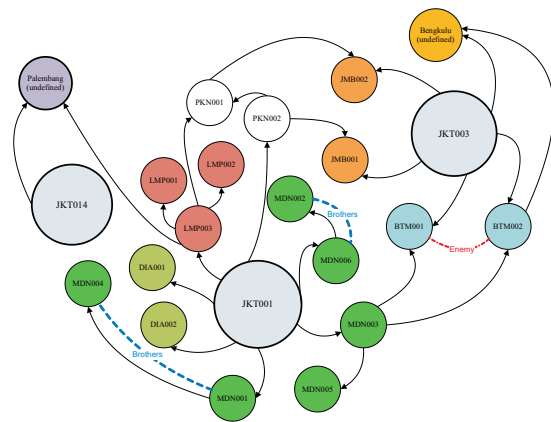 Bengkulu
(undefined)
Palembang
(undefined)
JMB002
PKN001
PKN002
JKT003
JMB001
LMP002
LMP001
JKT014
MDN002
Brothers
LMP003
BTM001
BTM002
Enemy
MDN006
DIA001
MDN004
JKT001
DIA002
MDN003
Brothers
MDN005
MDN001